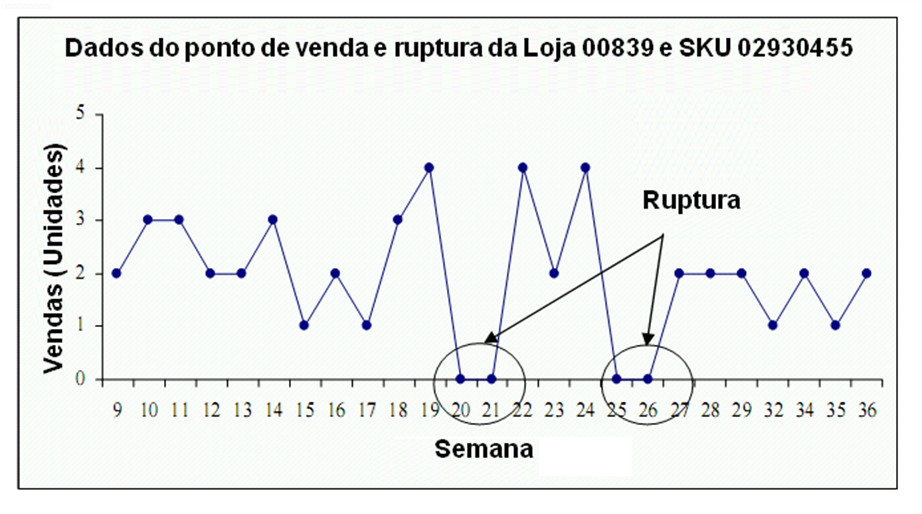 Dados do ponto de venda e ruptura da Loja 00839 e SKU 02930455
Vendas (Unidades)
5
4
3
2
1
0
Ruptura
9 10 11 12 13 14 15 16 17 18 19 20 21 22 23 24 25 26 27 28 29 32 34 35 36
Semana